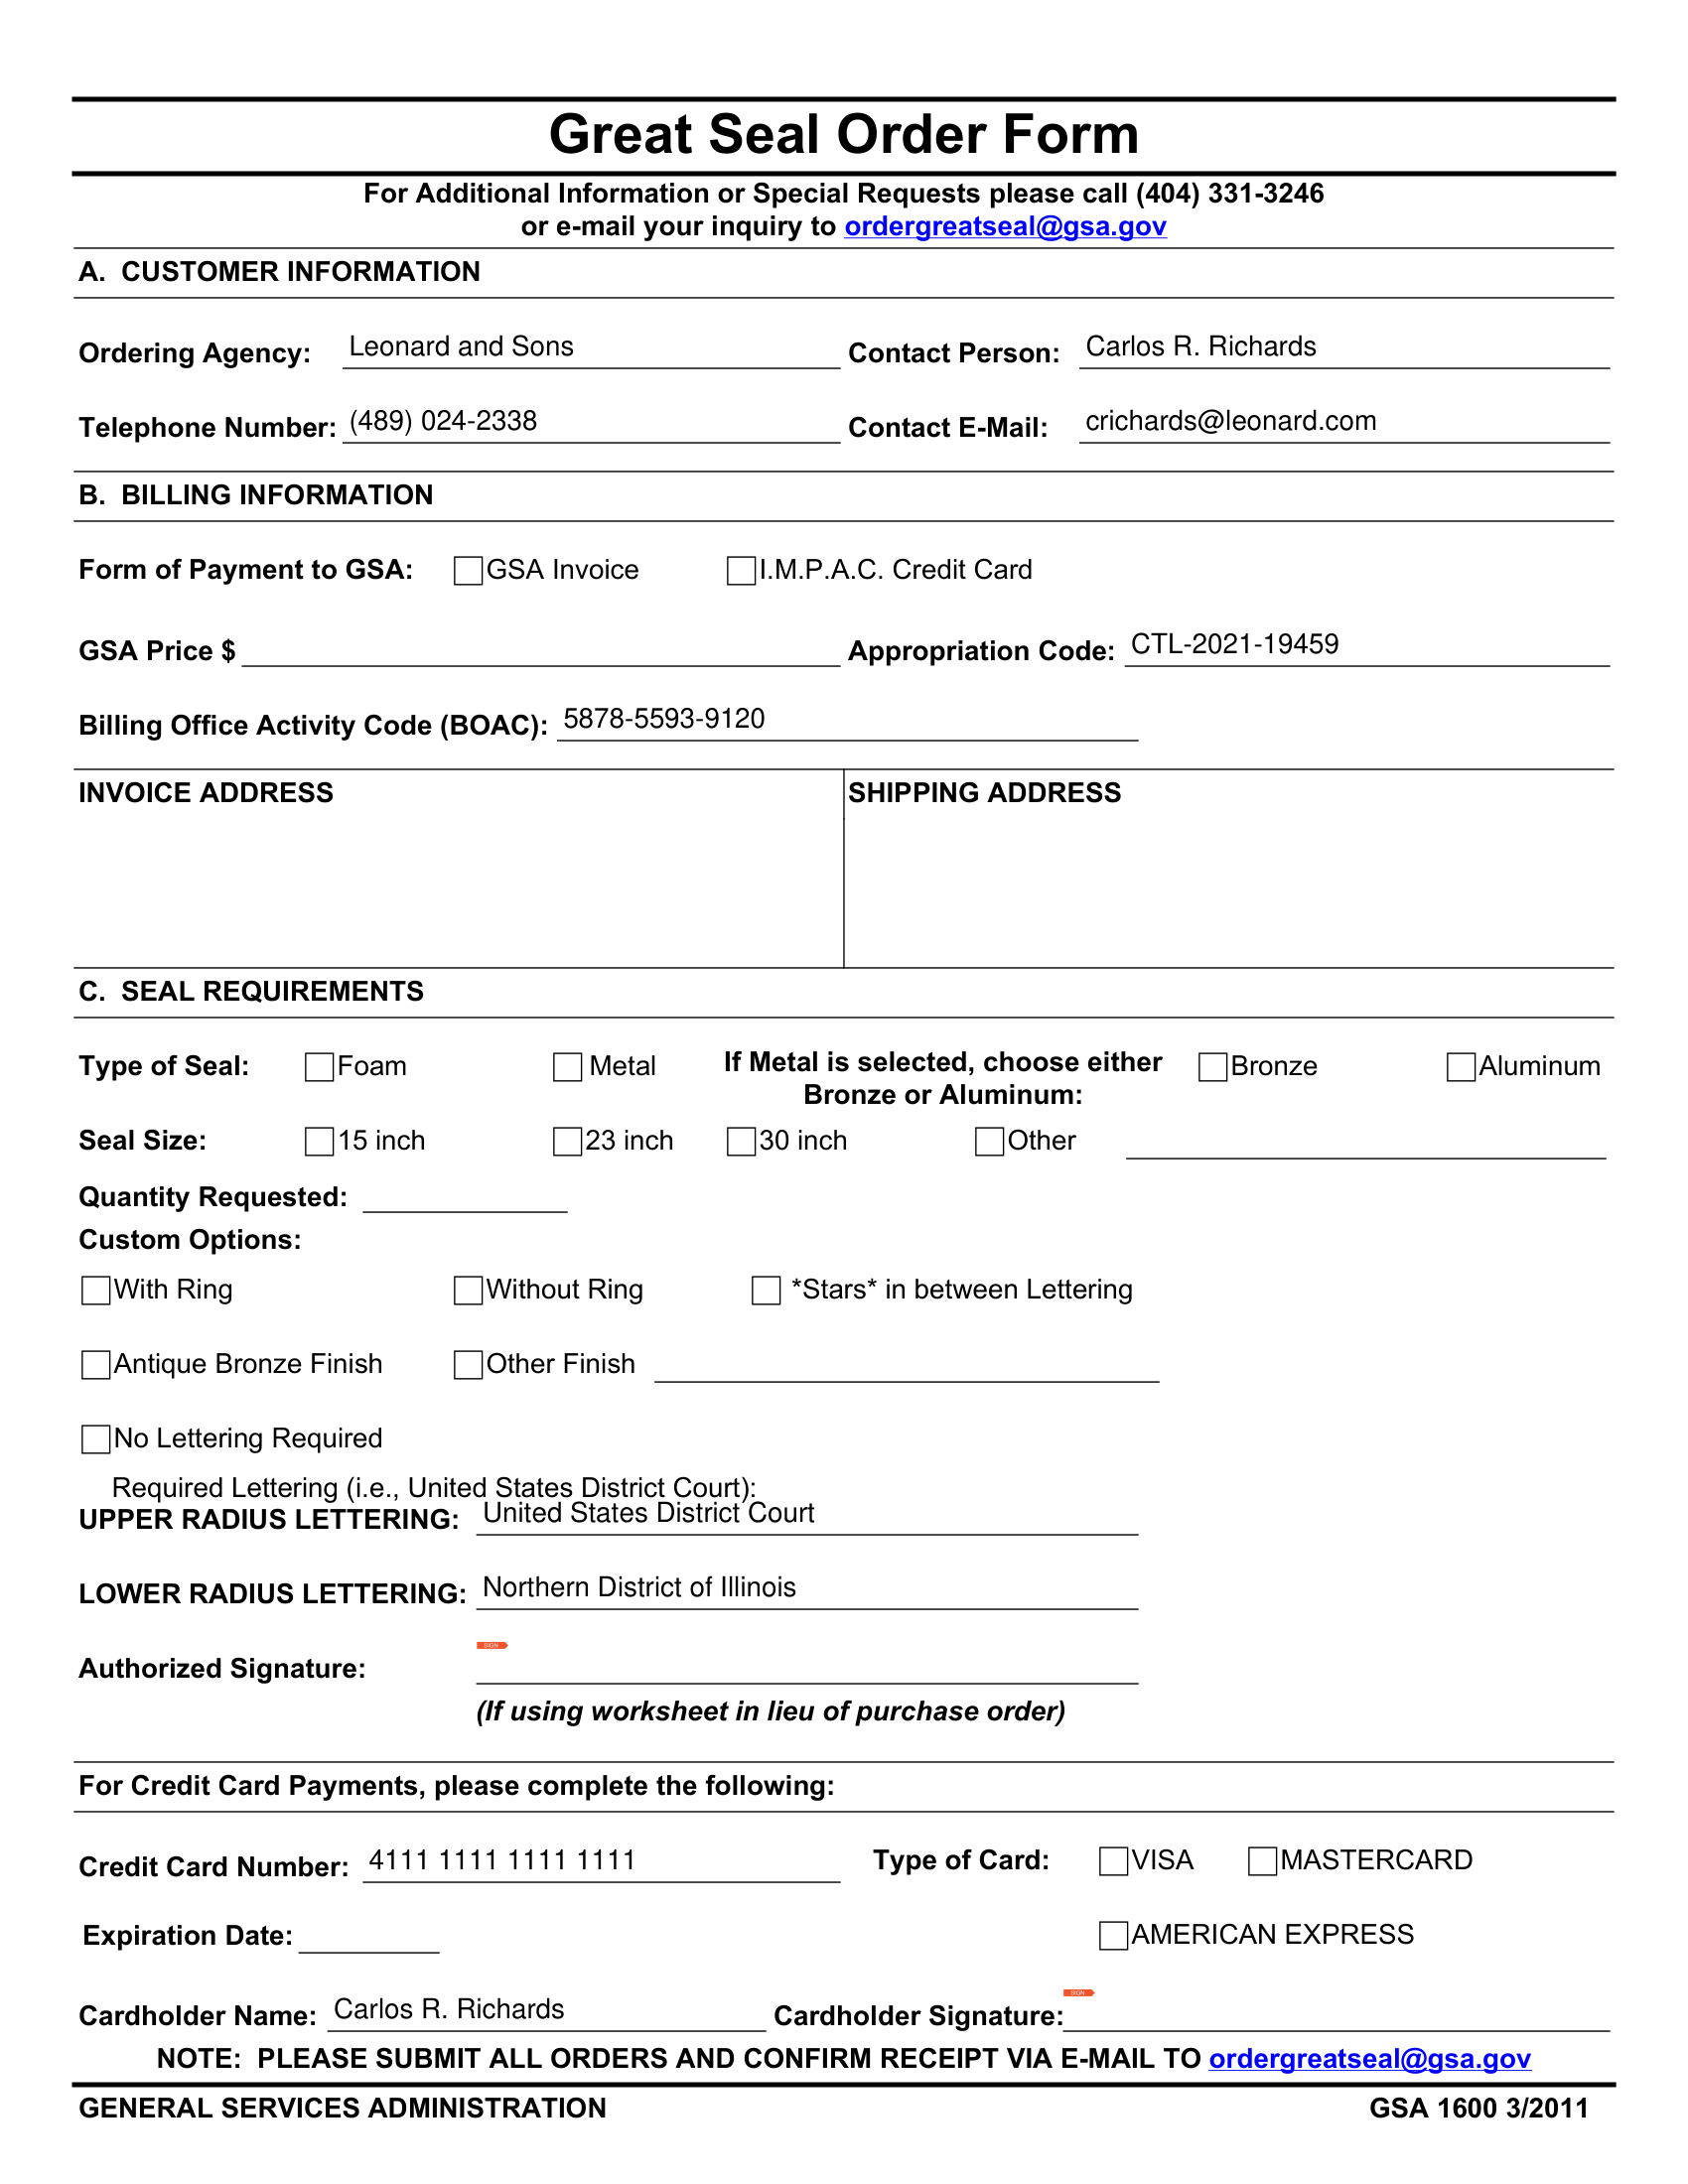 Great Seal Order Form
For Additional Information or Special Requests please call (404) 331-3246
or e-mail your inquiry to ordergreatseal@gsa.gov
A. CUSTOMER INFORMATION
Ordering Agency: Leonard and Sons Contact Person: Carlos R. Richards
Telephone Number: (489) 024-2338 Contact E-Mail: crichards@leonard.com
B. BILLING INFORMATION
Form of Payment to GSA: GSA Invoice I.M.P.A.C. Credit Card
GSA Price $ Appropriation Code: CTL-2021-19459
Billing Office Activity Code (BOAC): 5878-5593-9120
INVOICE ADDRESS SHIPPING ADDRESS
C. SEAL REQUIREMENTS
Type of Seal: Foam Metal If Metal is selected, choose either Bronze Aluminum
Bronze or Aluminum:
Seal Size: 15 inch 23 inch 30 inch Other
Quantity Requested:
Custom Options:
With Ring Without Ring *Stars* in between Lettering
Antique Bronze Finish Other Finish
No Lettering Required
Required Lettering (i.e., United States District Court):
UPPER RADIUS LETTERING: United States District Court
LOWER RADIUS LETTERING: Northern District of Illinois
SIGN
Authorized Signature:
(If using worksheet in lieu of purchase order)
For Credit Card Payments, please complete the following:
Credit Card Number: 4111 1111 1111 1111 Type of Card: VISA MASTERCARD
Expiration Date: AMERICAN EXPRESS
SIGN
Cardholder Name: Carlos R. Richards Cardholder Signature:
NOTE: PLEASE SUBMIT ALL ORDERS AND CONFIRM RECEIPT VIA E-MAIL TO ordergreatseal@gsa.gov
GENERAL SERVICES ADMINISTRATION GSA 1600 3/2011